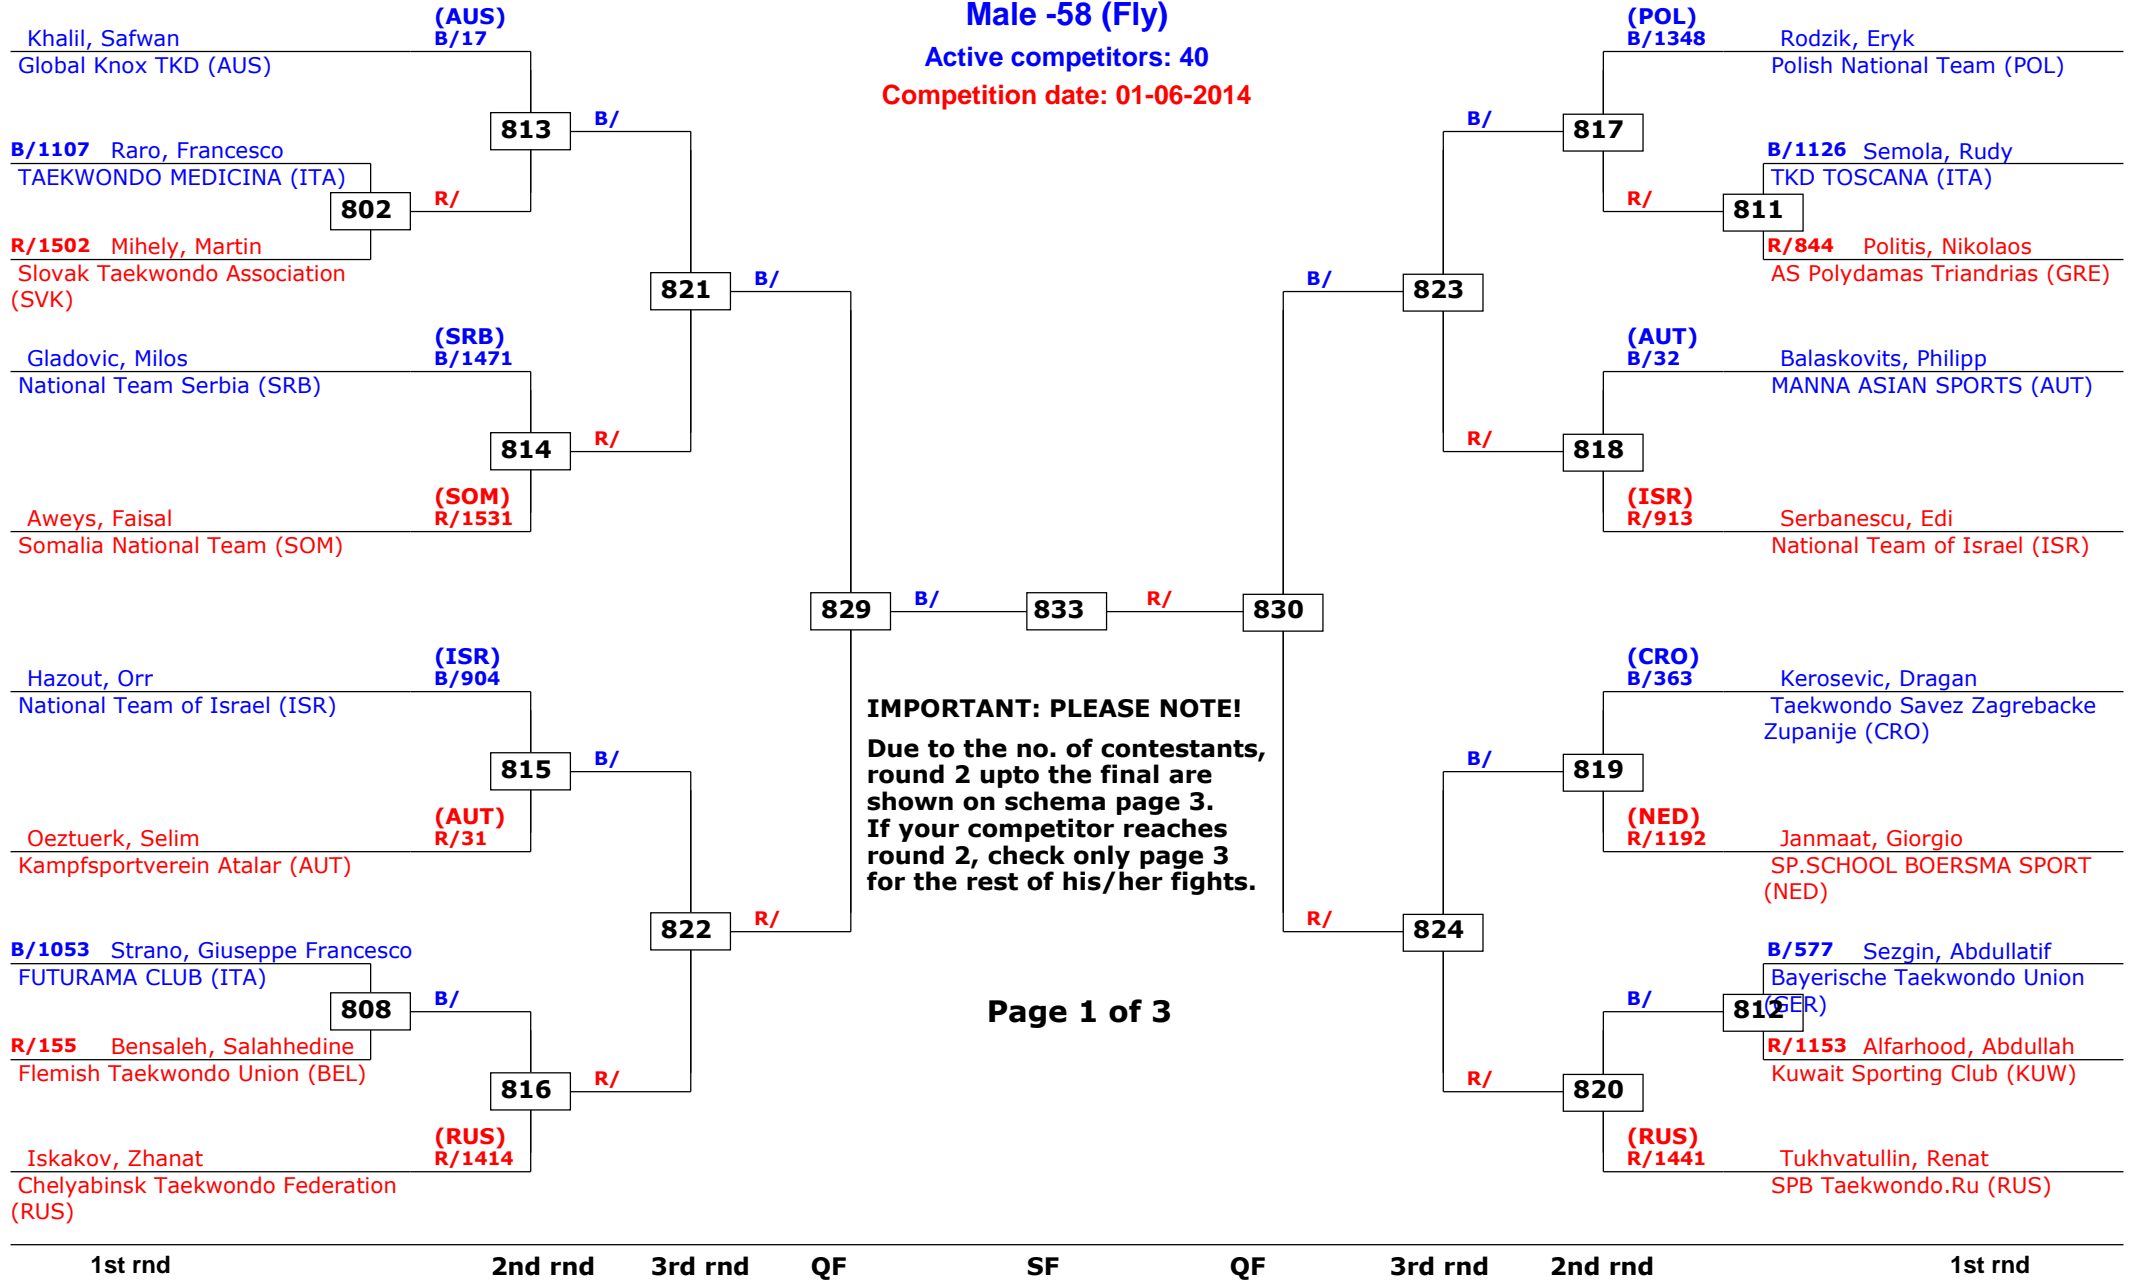 Male -58 (Fly)
Active competitors: 40
Competition date: 01-06-2014
(AUS)
Khalil, Safwan B/17
Global Knox TKD (AUS)
813
B/
B/1107 Raro, Francesco
TAEKWONDO MEDICINA (ITA)
802
R/
R/1502 Mihely, Martin
Slovak Taekwondo Association
(SVK)
821
B/
(SRB)
Gladovic, Milos B/1471
National Team Serbia (SRB)
814
R/
(SOM)
Aweys, Faisal R/1531
Somalia National Team (SOM)
829
B/
833
R/
830
(ISR)
Hazout, Orr B/904
National Team of Israel (ISR)
815
B/
(AUT)
Oeztuerk, Selim R/31
Kampfsportverein Atalar (AUT)
822
R/
B/1053 Strano, Giuseppe Francesco
FUTURAMA CLUB (ITA)
808
B/
R/155 Bensaleh, Salahhedine
Flemish Taekwondo Union (BEL)
816
R/
(RUS)
Iskakov, Zhanat R/1414
Chelyabinsk Taekwondo Federation
(RUS)
IMPORTANT: PLEASE NOTE!
Due to the no. of contestants,
round 2 upto the final are
shown on schema page 3.
If your competitor reaches
round 2, check only page 3
for the rest of his/her fights.
Page 1 of 3
(POL)
B/1348 Rodzik, Eryk
Polish National Team (POL)
B/
817
B/1126 Semola, Rudy
TKD TOSCANA (ITA)
R/
811
R/844 Politis, Nikolaos
AS Polydamas Triandrias (GRE)
B/
823
(AUT)
B/32 Balaskovits, Philipp
MANNA ASIAN SPORTS (AUT)
R/
818
(ISR)
R/913 Serbanescu, Edi
National Team of Israel (ISR)
(CRO)
B/363 Kerosevic, Dragan
Taekwondo Savez Zagrebacke
Zupanije (CRO)
B/
819
(NED)
R/1192 Janmaat, Giorgio
SP.SCHOOL BOERSMA SPORT
(NED)
R/
824
B/577 Sezgin, Abdullatif
Bayerische Taekwondo Union
(GER)
B/
812
R/1153 Alfarhood, Abdullah
Kuwait Sporting Club (KUW)
R/
820
(RUS)
R/1441 Tukhvatullin, Renat
SPB Taekwondo.Ru (RUS)
1st rnd 2nd rnd 3rd rnd QF SF QF 3rd rnd 2nd rnd 1st rnd